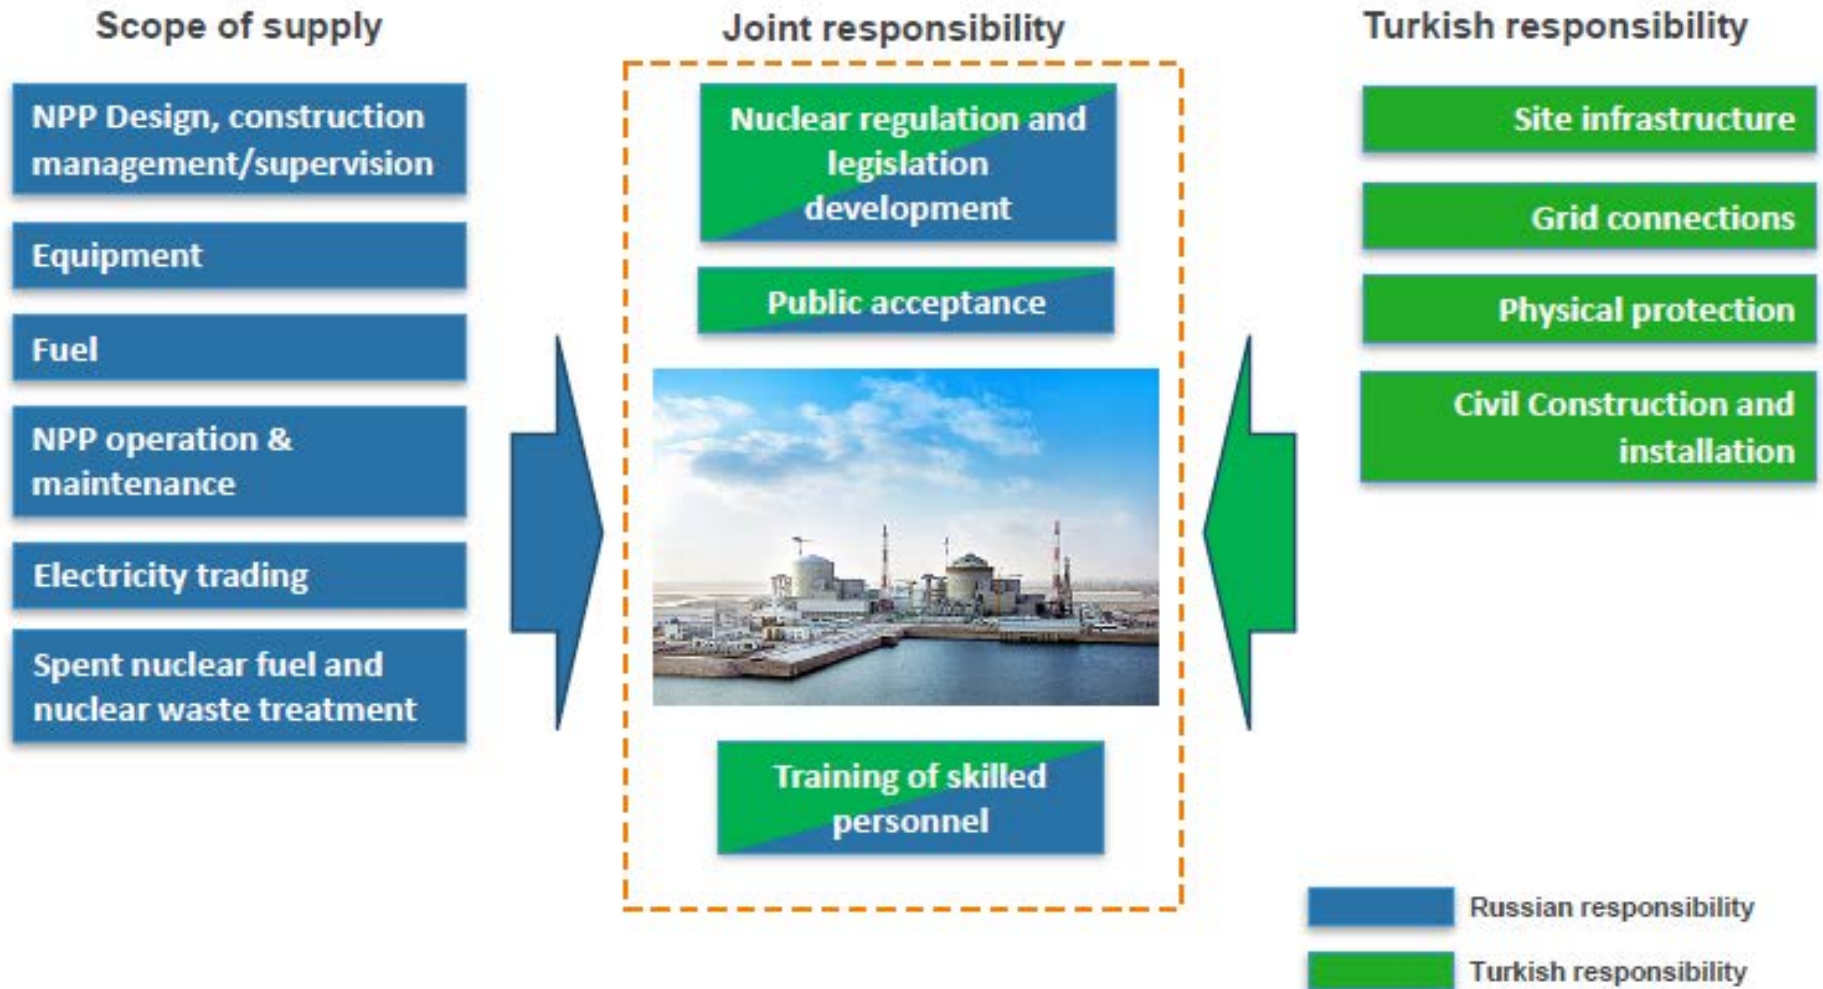 Scope of supply
NPP Design, construction
management/supervision
Equipment
Fuel
NPP operation &
maintenance
Electricity trading
Spent nuclear fuel and
nuclear waste treatment
Joint responsibility
Nuclear regulation and
legislation
development
Public acceptance
Training of skilled
personnel
Turkish responsibility
Site infrastructure
Grid connections
Physical protection
Civil Construction and
installation
Russian responsibility
Turkish responsibility